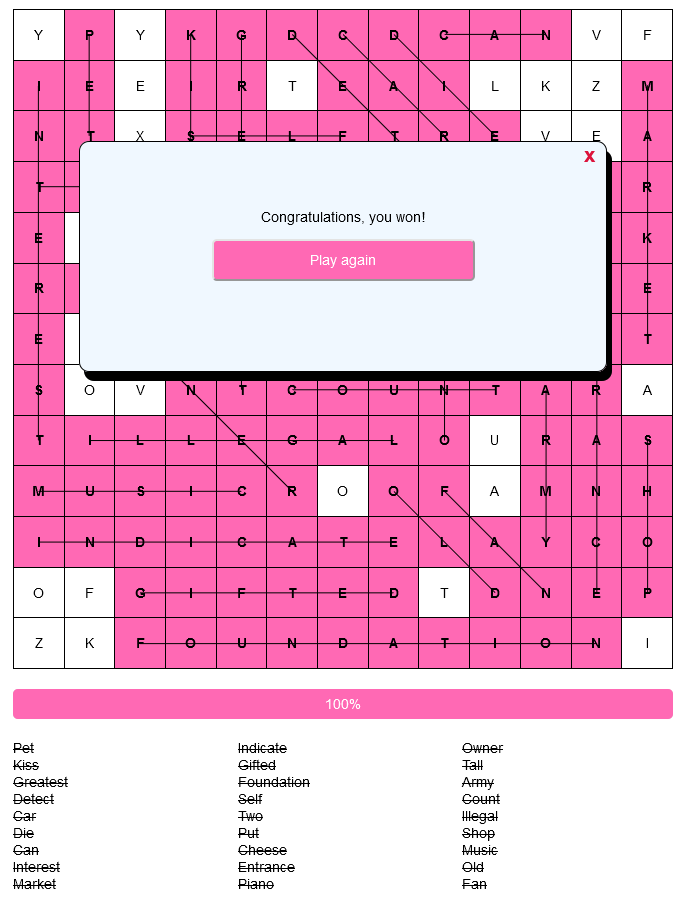 Y P Y K G D C D C A N V F
I E E I R T E A I L K Z M
N T X S E L F T R E V E A
T R
E K
R E
E T
S O V N T C O U N T A R A
T I L L E G A L O U R A S
M U S I C R O O F A M N H
I N D I C A T E L A Y C O
O F G I F T E D T D N E P
Z K F O U N D A T I O N I
X
Congratulations, you won!
Play again
100%
Pet Indicate Owner
Kiss Gifted Tall
Greatest Foundation Army
Detect Self Count
Car Two Illegal
Die Put Shop
Can Cheese Music
Interest Entrance Old
Market Piano Fan